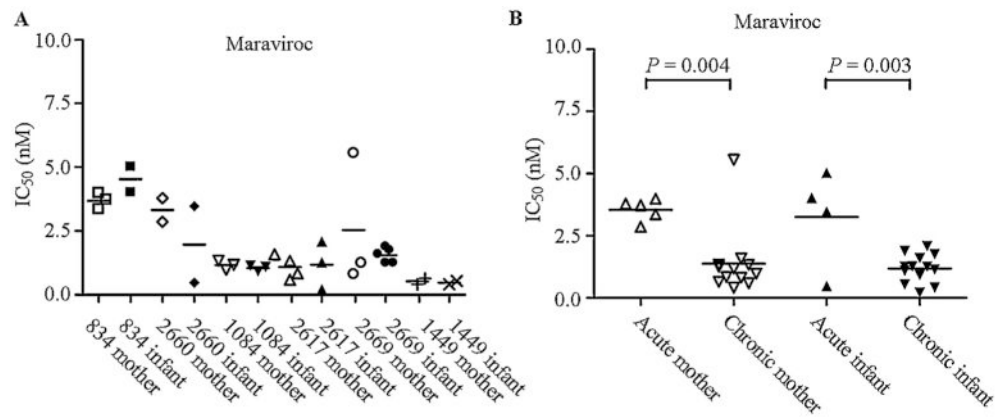 A
Maraviroc
10.0
7.5
5.0
2.5
0.0
IC50 (nM)
834 mother
834 infant
2660 mother
2660 infant
1084 mother
1084 infant
2617 mother
2617 infant
2669 mother
2669 infant
1449 mother
1449 infant
B
Maraviroc
10.0
7.5
5.0
2.5
0.0
IC50 (nM)
P = 0.004
P = 0.003
Acute mother
Chronic mother
Acute infant
Chronic infant